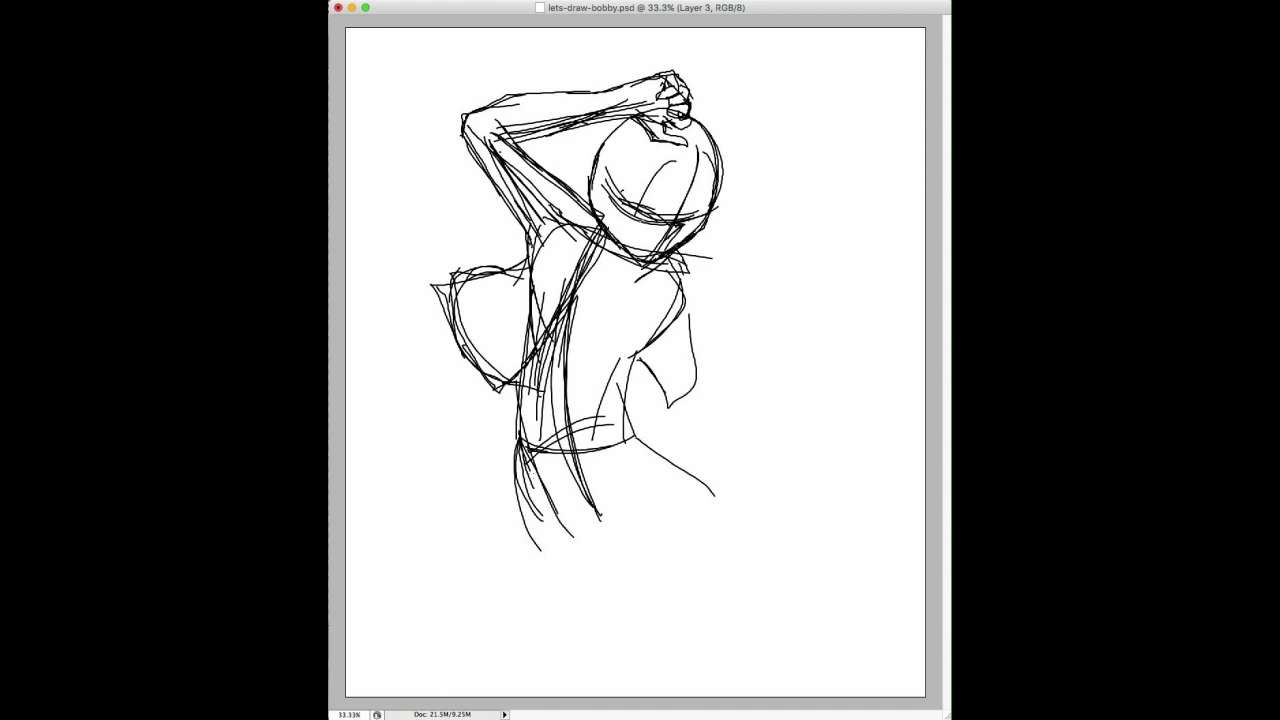 lets-draw-bobby.psd @ 33.3% (Layer 3, RGB/8)
33.33%
Doc: 21.5M/9.25M